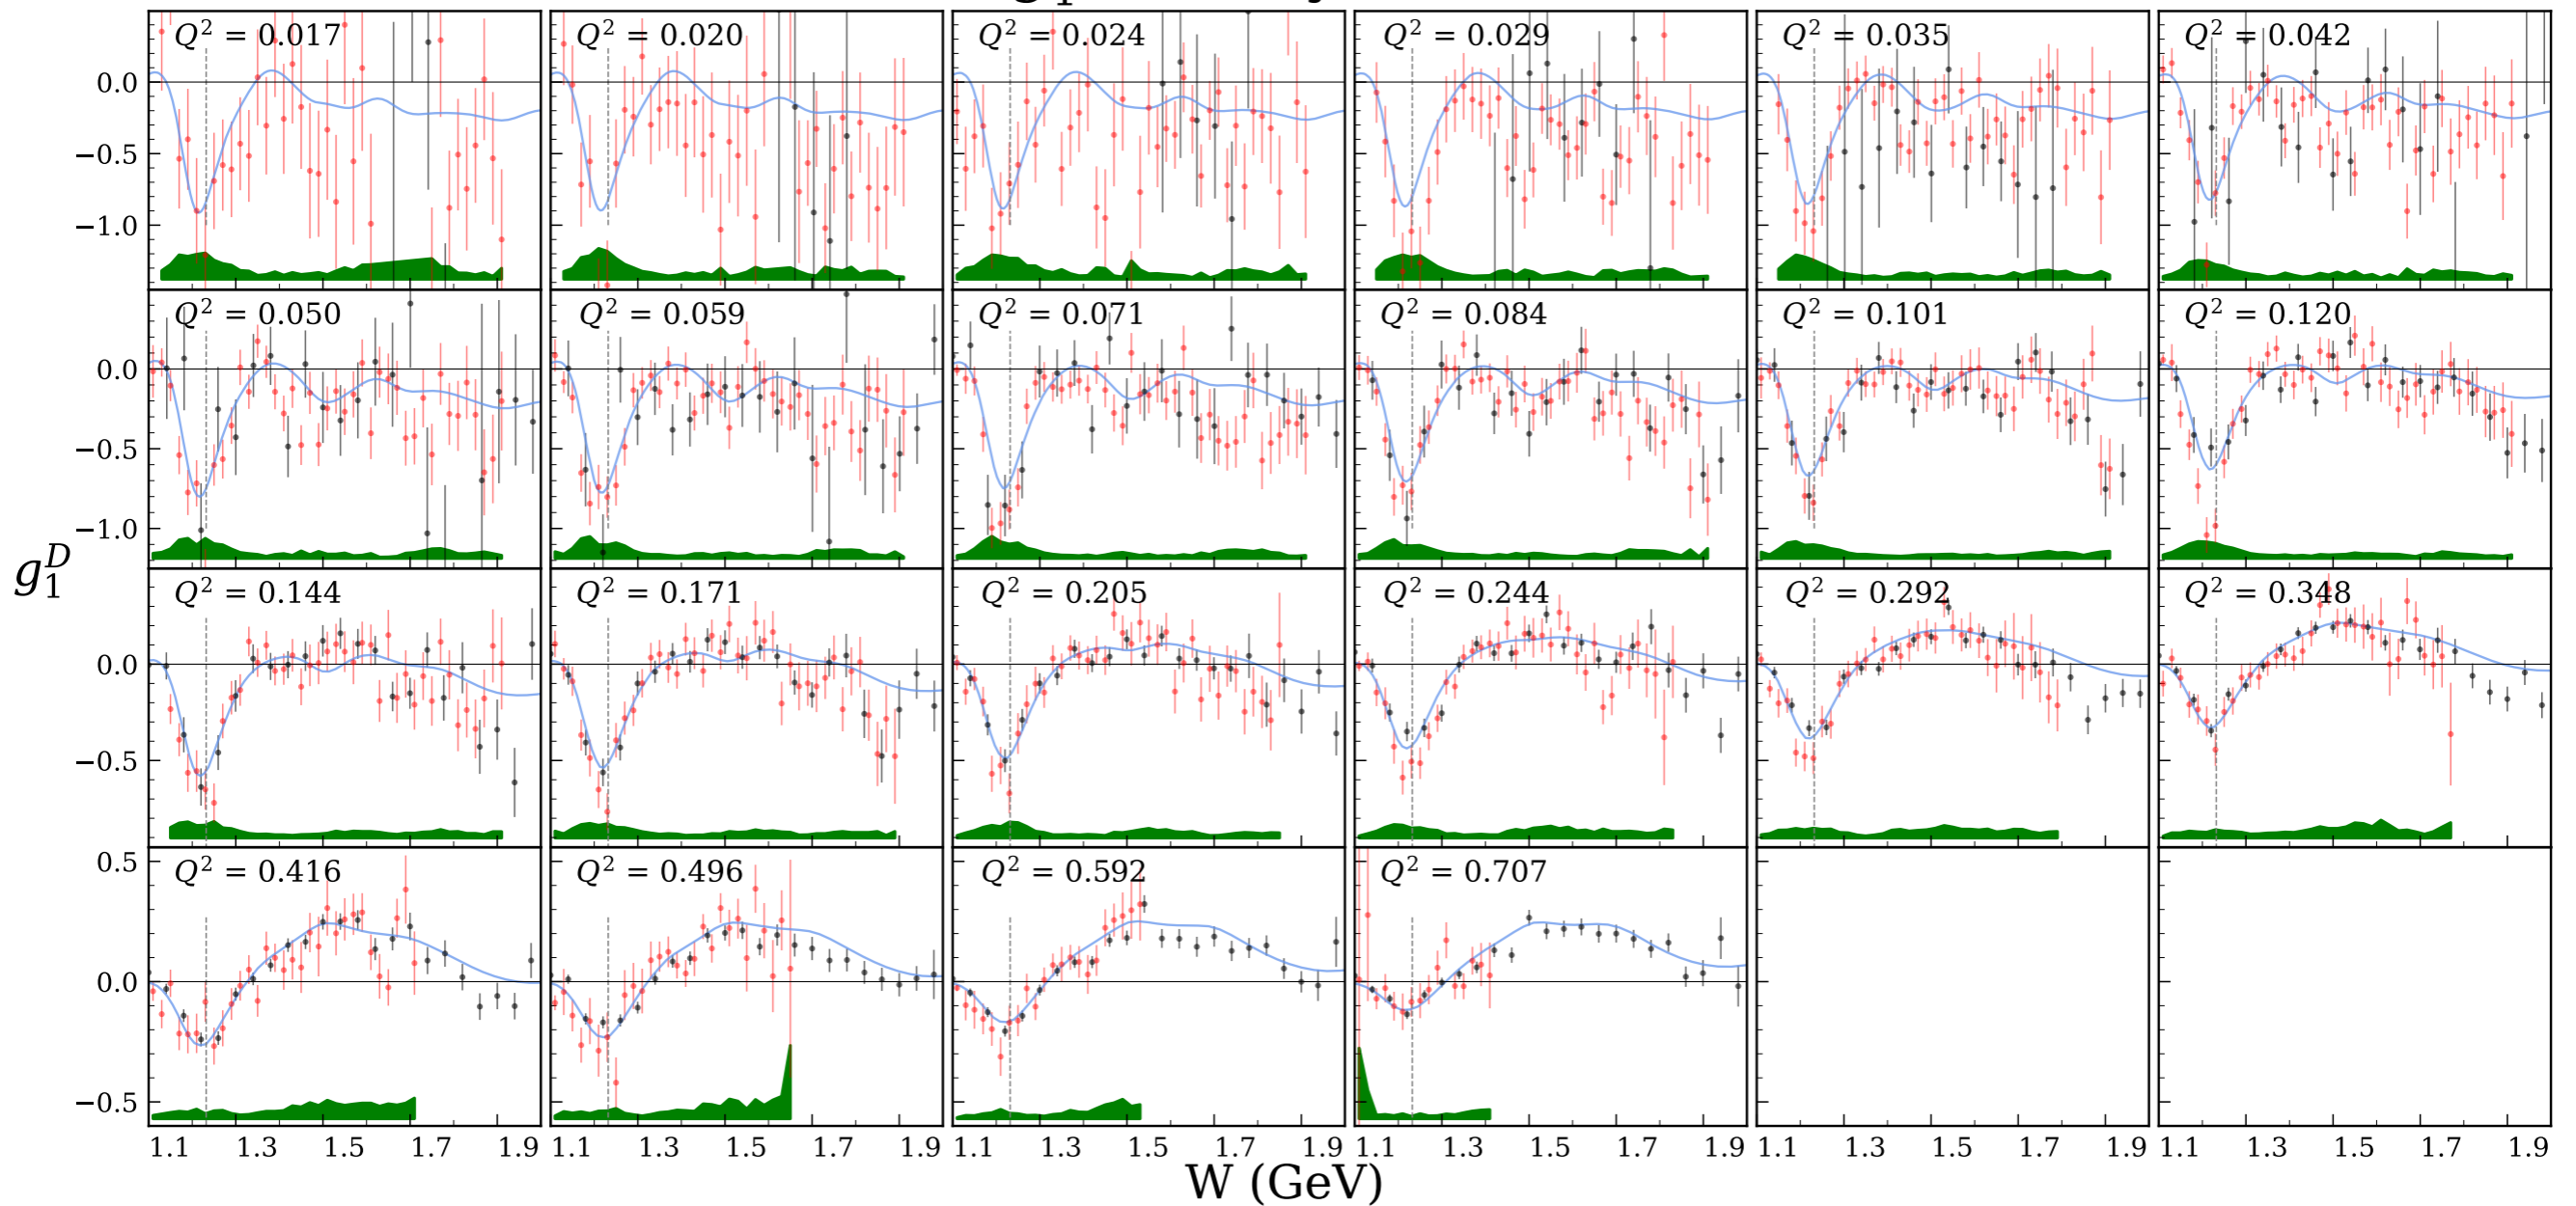 Q² = 0.017 Q² = 0.020 Q² = 0.024 Q² = 0.029 Q² = 0.035 Q² = 0.042
0.0
−0.5
−1.0
Q² = 0.050 Q² = 0.059 Q² = 0.071 Q² = 0.084 Q² = 0.101 Q² = 0.120
0.0
−0.5
−1.0
g₁ᴰ
Q² = 0.144 Q² = 0.171 Q² = 0.205 Q² = 0.244 Q² = 0.292 Q² = 0.348
0.0
−0.5
Q² = 0.416 Q² = 0.496 Q² = 0.592 Q² = 0.707
0.5
0.0
−0.5
1.1 1.3 1.5 1.7 1.9 1.1 1.3 1.5 1.7 1.9 1.1 1.3 1.5 1.7 1.9 1.1 1.3 1.5 1.7 1.9 1.1 1.3 1.5 1.7 1.9 1.1 1.3 1.5 1.7 1.9
W (GeV)